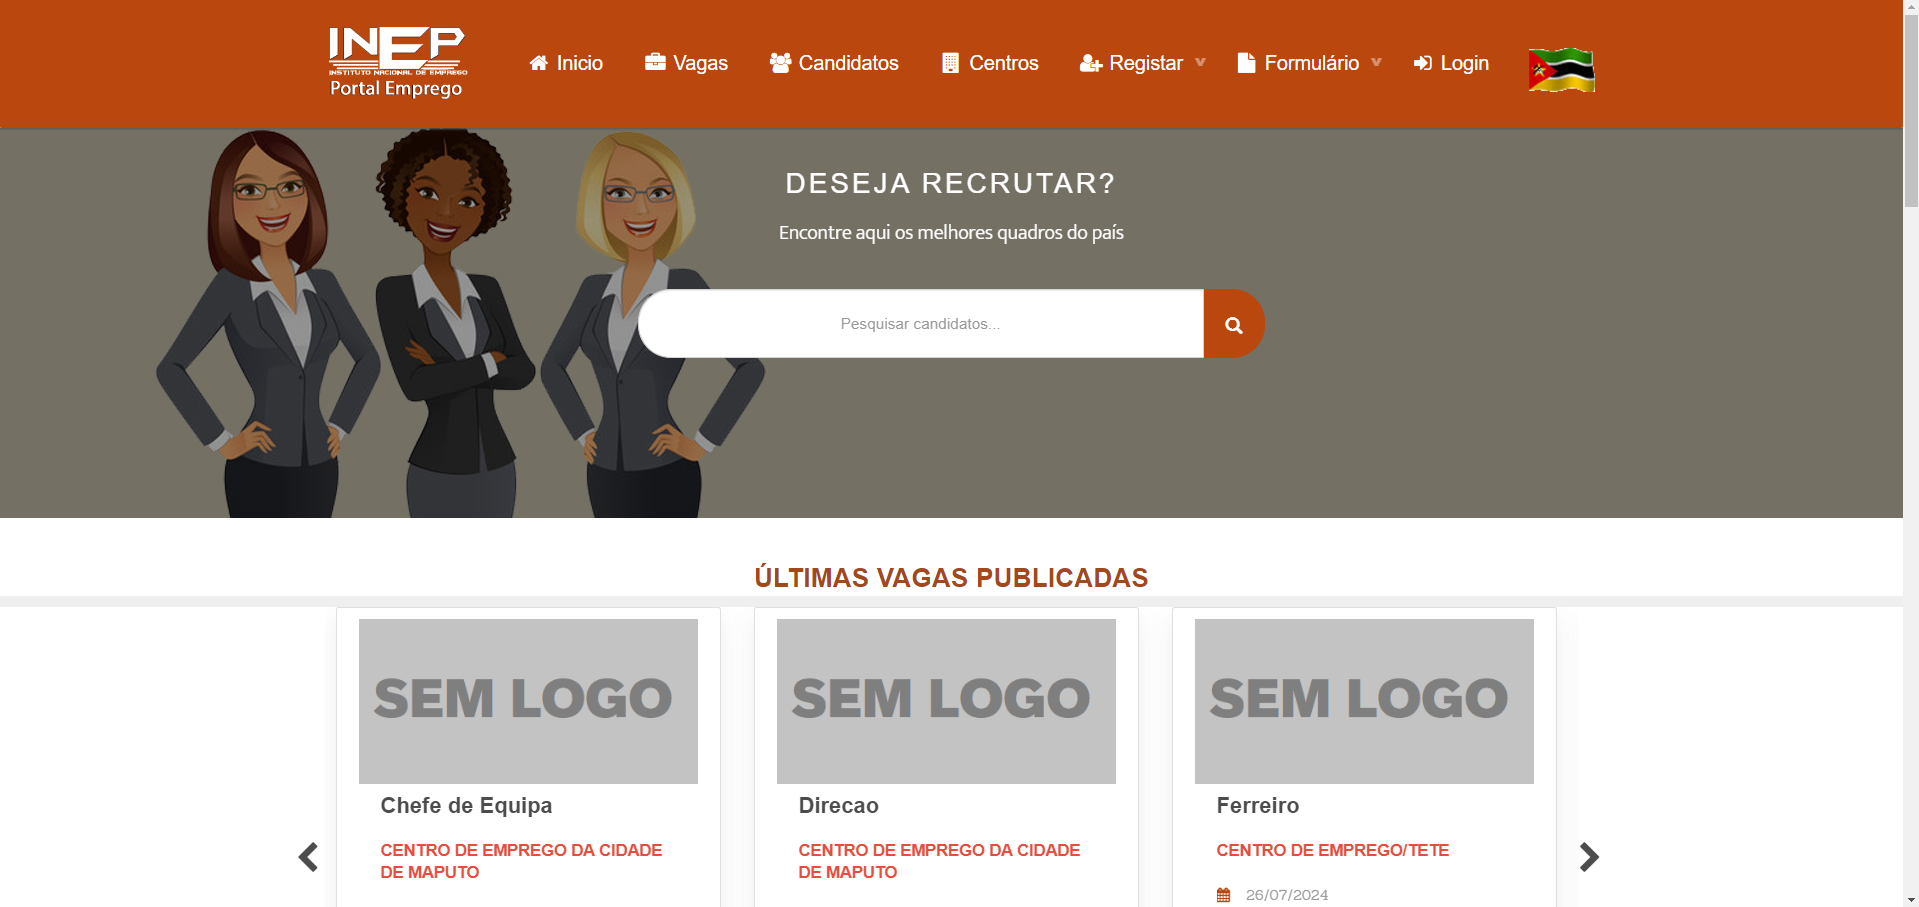 INEP
INSTITUTO NACIONAL DE EMPREGO
Portal Emprego
Inicio
Vagas
Candidatos
Centros
Registar
Formulário
Login
DESEJA RECRUTAR?
Encontre aqui os melhores quadros do país
Pesquisar candidatos...
ÚLTIMAS VAGAS PUBLICADAS
SEM LOGO
Chefe de Equipa
CENTRO DE EMPREGO DA CIDADE
DE MAPUTO
SEM LOGO
Direcao
CENTRO DE EMPREGO DA CIDADE
DE MAPUTO
SEM LOGO
Ferreiro
CENTRO DE EMPREGO/TETE
26/07/2024